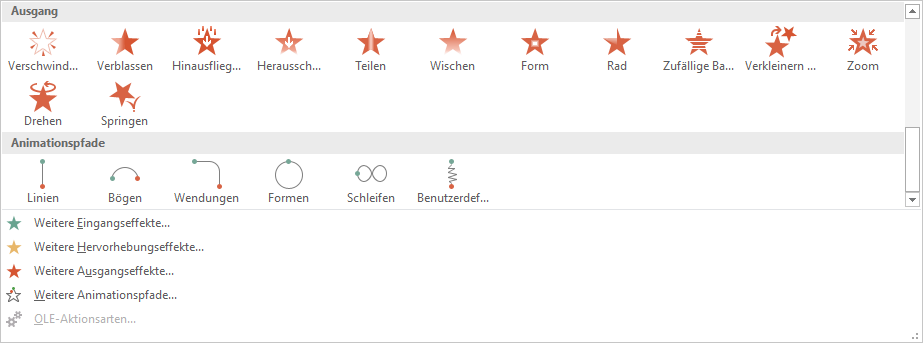 Ausgang
Verschwind... Verblassen Hinausflieg... Heraussch... Teilen Wischen Form Rad Zufällige Ba... Verkleinern ... Zoom
Drehen Springen
Animationspfade
Linien Bögen Wendungen Formen Schleifen Benutzerdef...
Weitere Eingangseffekte...
Weitere Hervorhebungseffekte...
Weitere Ausgangseffekte...
Weitere Animationspfade...
OLE-Aktionsarten...